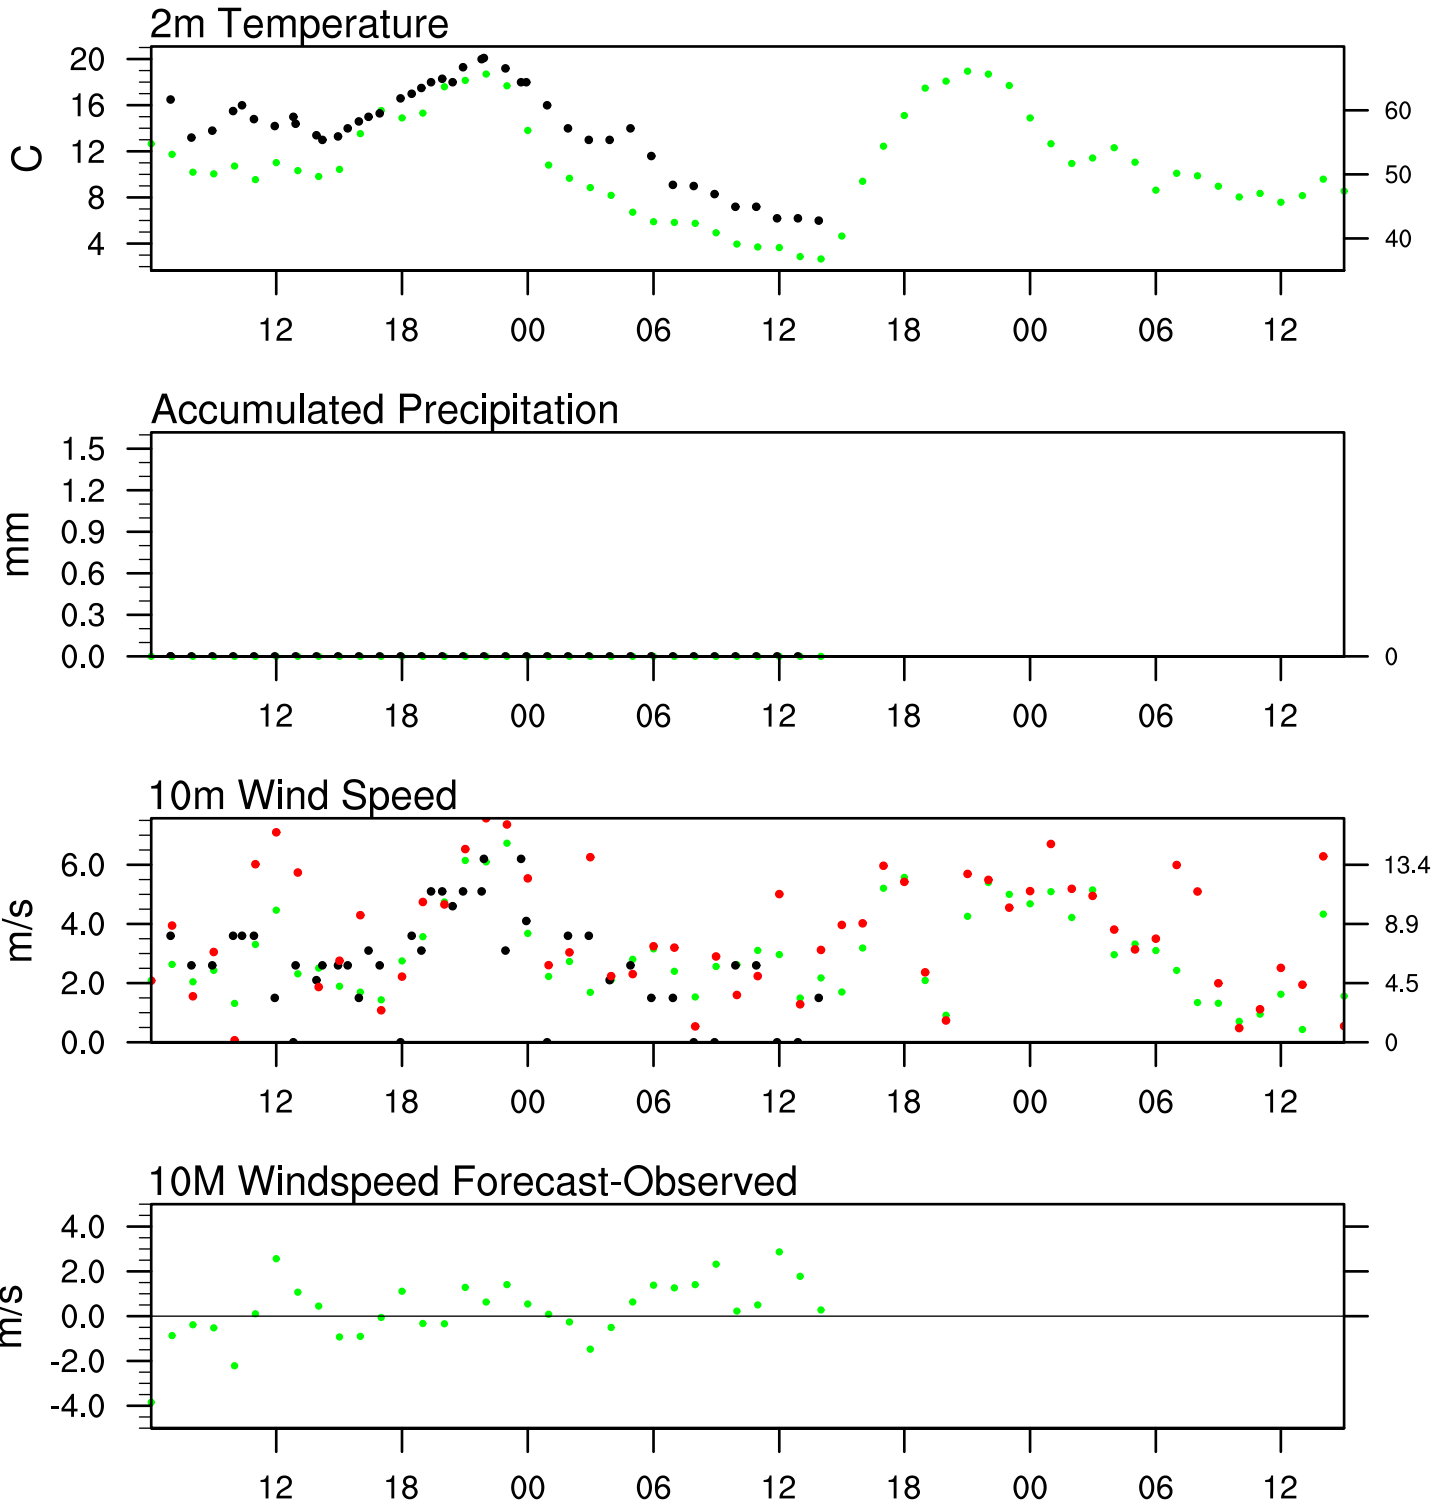 2m Temperature
20
16
12
8
4
C
60
50
40
12 18 00 06 12 18 00 06 12
Accumulated Precipitation
1.5
1.2
0.9
0.6
0.3
0.0
mm
0
12 18 00 06 12 18 00 06 12
10m Wind Speed
6.0
4.0
2.0
0.0
m/s
13.4
8.9
4.5
0
12 18 00 06 12 18 00 06 12
10M Windspeed Forecast-Observed
4.0
2.0
0.0
-2.0
-4.0
m/s
12 18 00 06 12 18 00 06 12